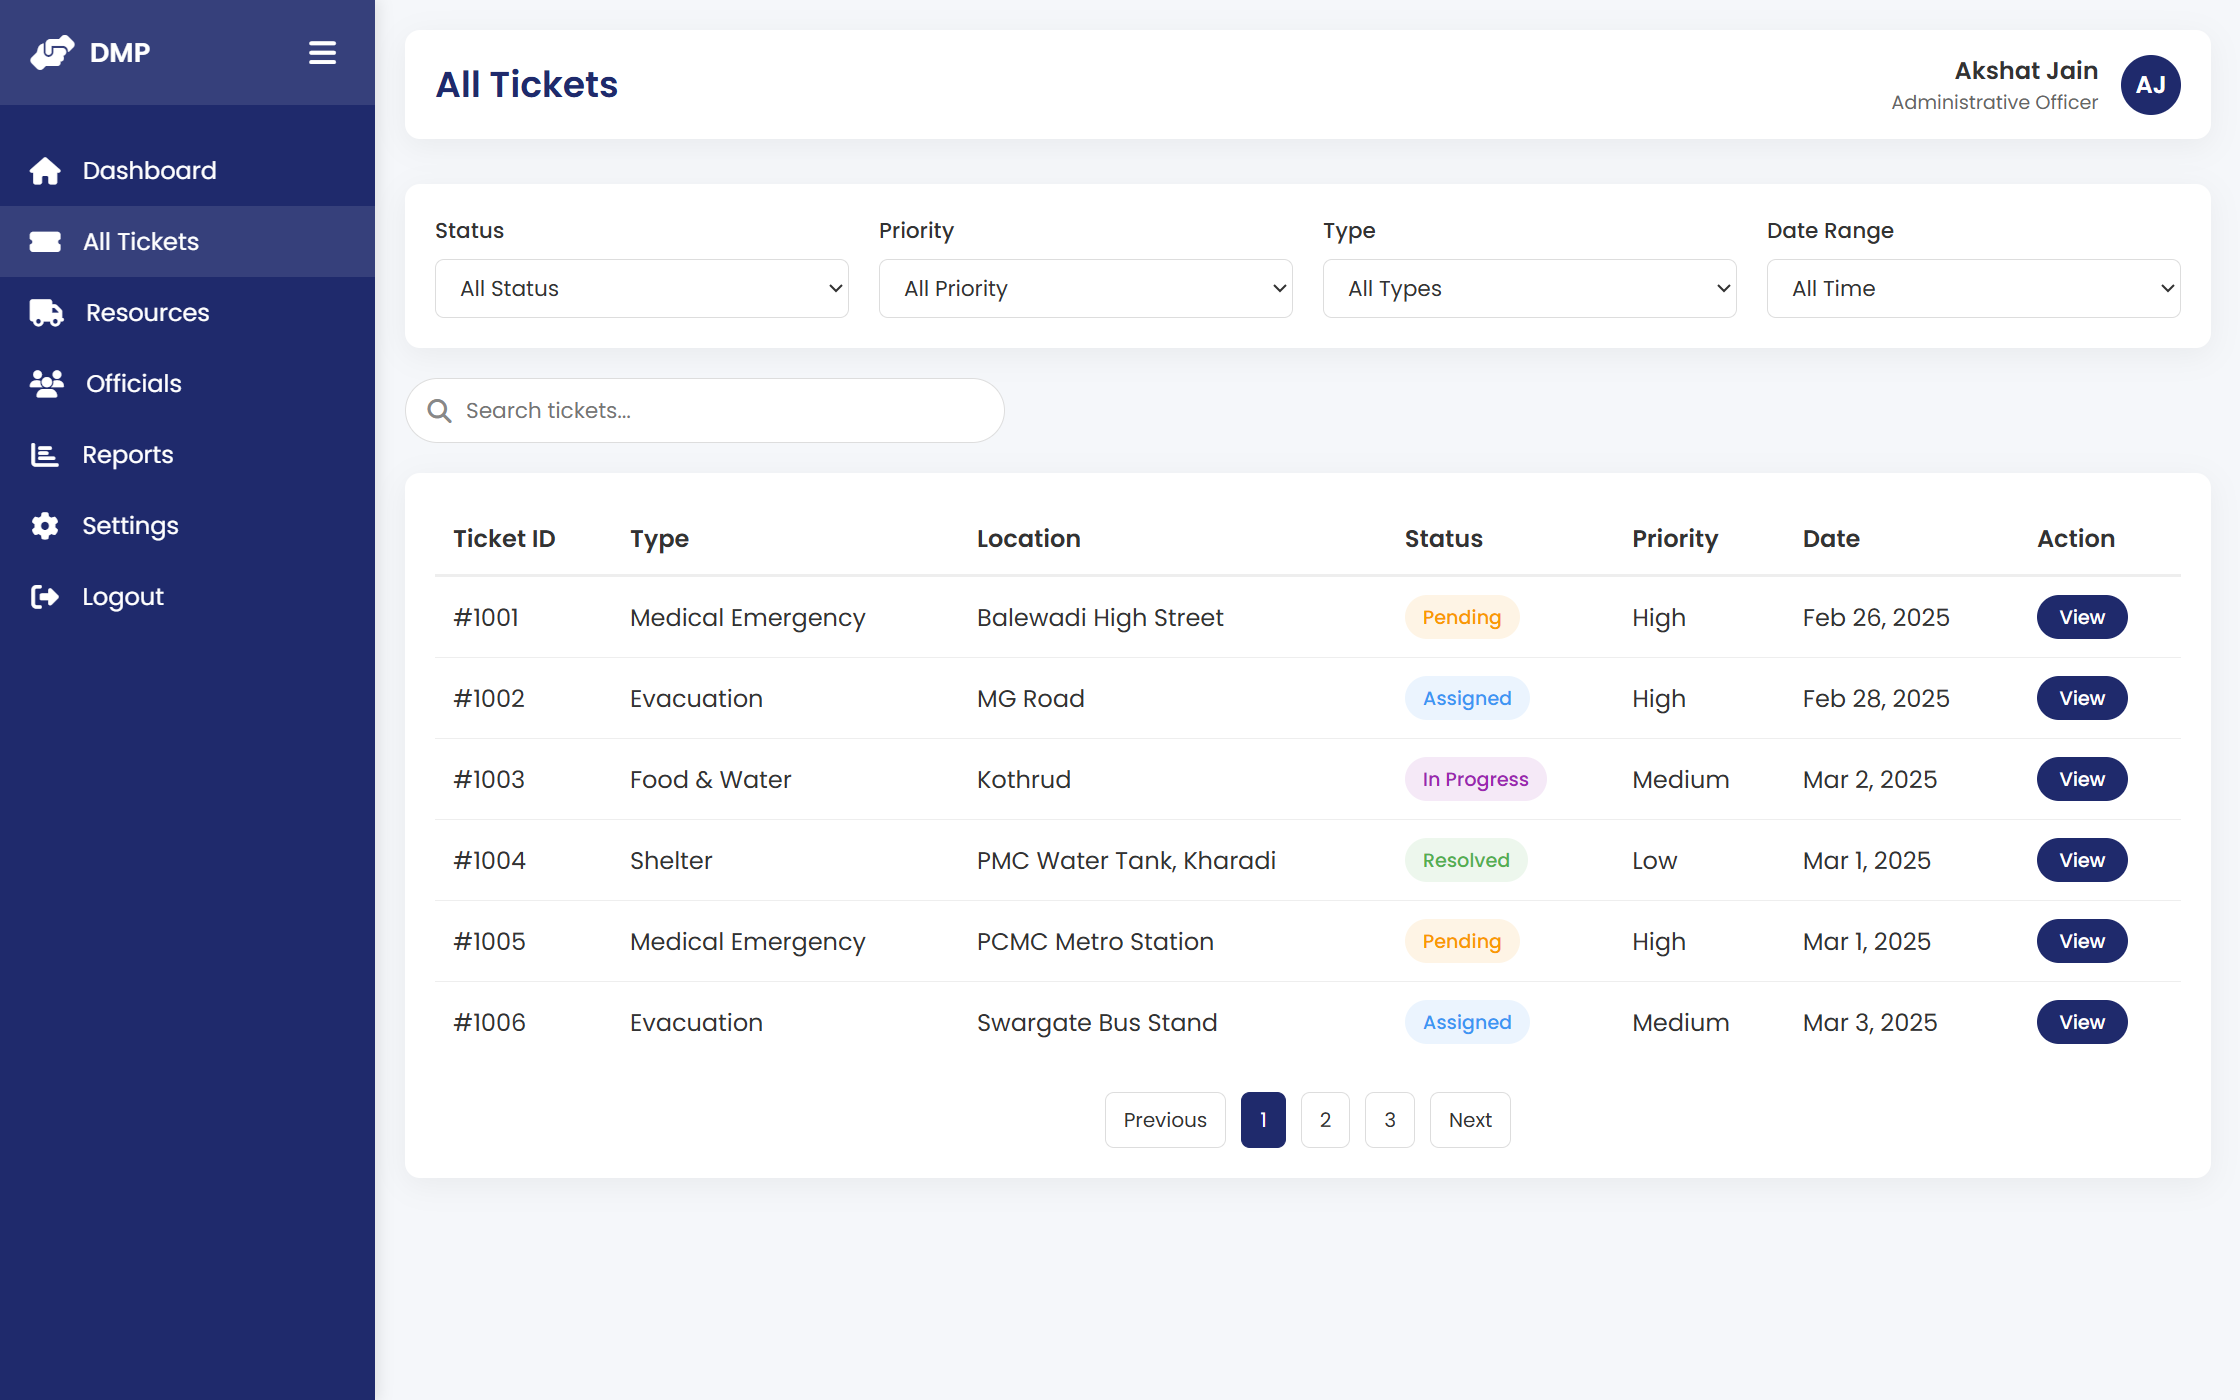 DMP
Dashboard
All Tickets
Resources
Officials
Reports
Settings
Logout
All Tickets
Akshat Jain
Administrative Officer
AJ
Status
Priority
Type
Date Range
All Status
All Priority
All Types
All Time
Search tickets...
Ticket ID Type Location Status Priority Date Action
#1001 Medical Emergency Balewadi High Street Pending High Feb 26, 2025 View
#1002 Evacuation MG Road Assigned High Feb 28, 2025 View
#1003 Food & Water Kothrud In Progress Medium Mar 2, 2025 View
#1004 Shelter PMC Water Tank, Kharadi Resolved Low Mar 1, 2025 View
#1005 Medical Emergency PCMC Metro Station Pending High Mar 1, 2025 View
#1006 Evacuation Swargate Bus Stand Assigned Medium Mar 3, 2025 View
Previous 1 2 3 Next